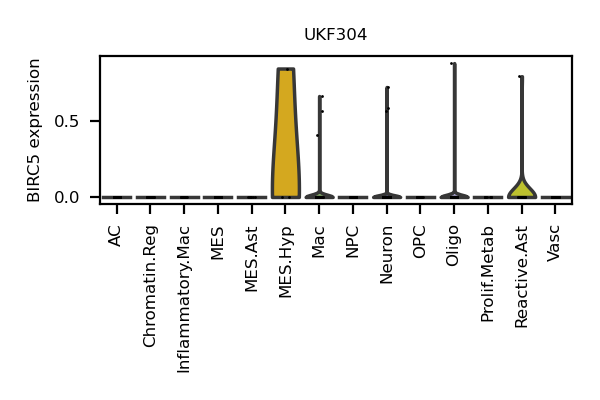 UKF304
BIRC5 expression
0.5
0.0
AC
Chromatin.Reg
Inflammatory.Mac
MES
MES.Ast
MES.Hyp
Mac
NPC
Neuron
OPC
Oligo
Prolif.Metab
Reactive.Ast
Vasc